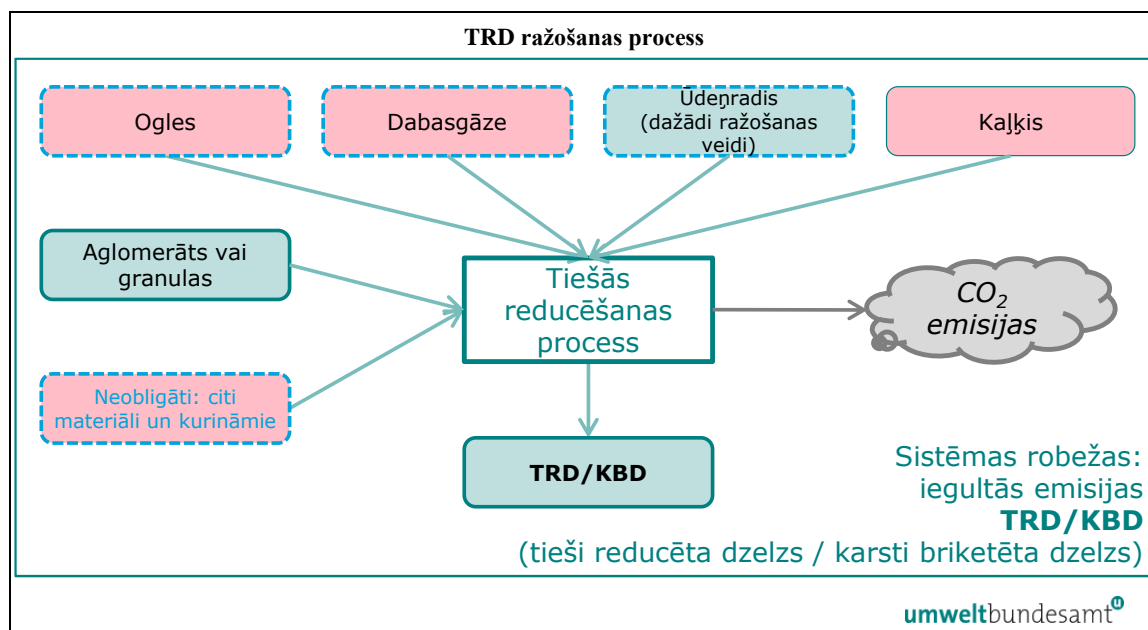 TRD ražošanas process
Ogles
Dabasgāze
Ūdeņradis
(dažādi ražošanas
veidi)
Kaļķis
Aglomerāts vai
granulas
Tiešās
reducēšanas
process
CO₂
emisijas
Neobligāti: citi
materiāli un kurināmie
TRD/KBD
Sistēmas robežas:
iegultās emisijas
TRD/KBD
(tieši reducēta dzelzs / karsti briketēta dzelzs)
umweltbundesamt
u